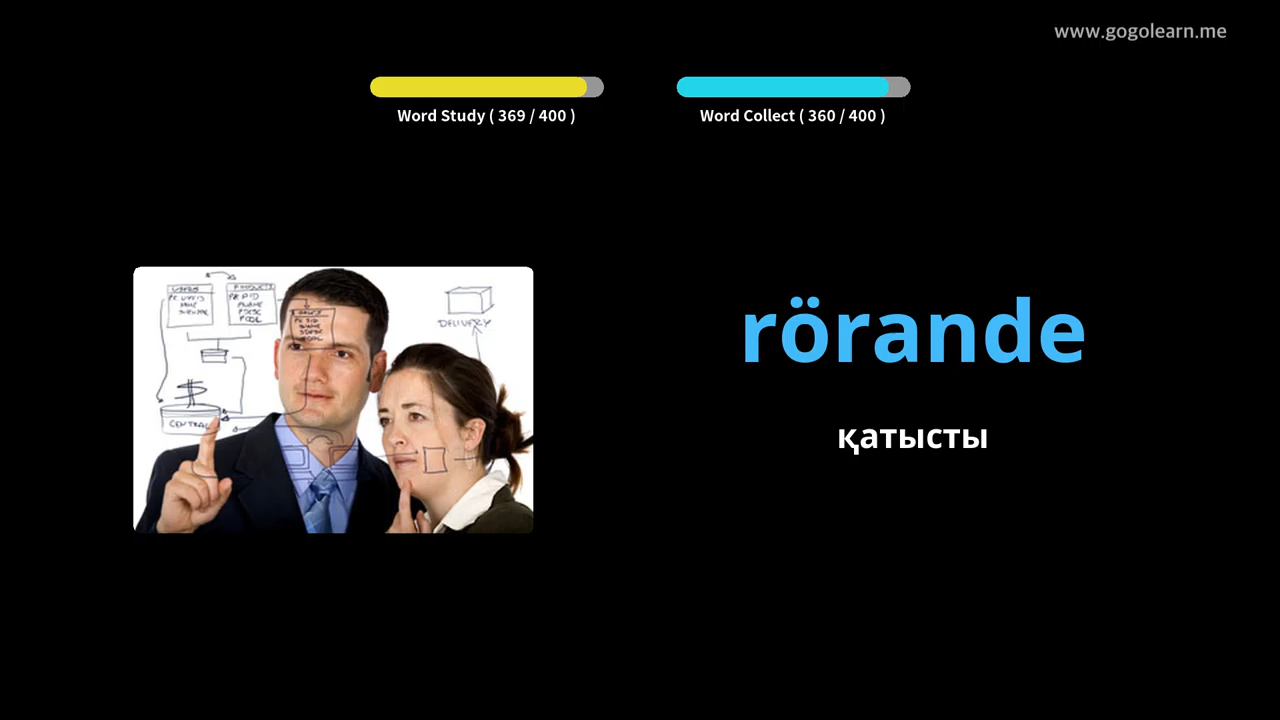 www.gogolearn.me
Word Study ( 369 / 400 )
Word Collect ( 360 / 400 )
DELIVERY
CENTRAL
rörande
қатысты